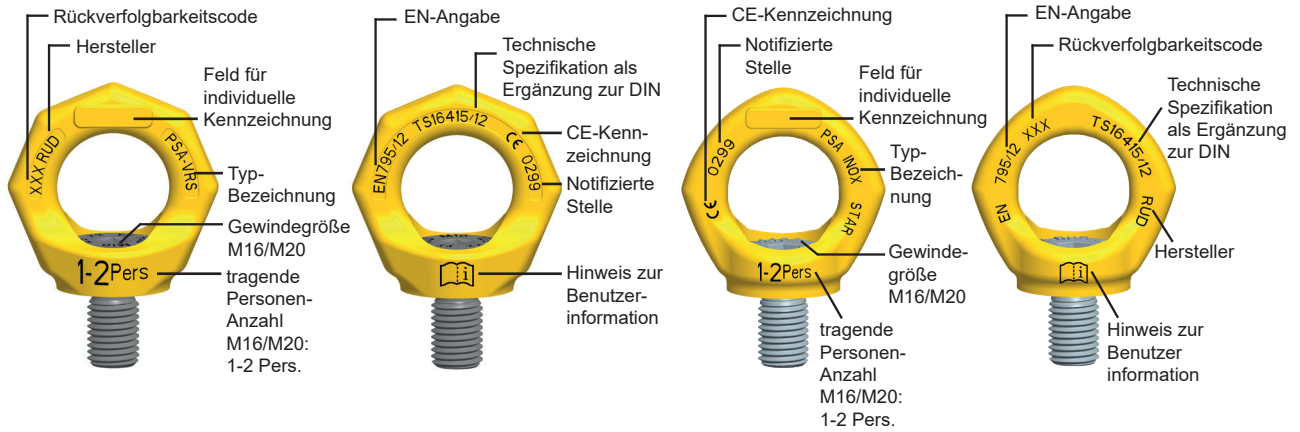 Rückverfolgbarkeitscode
Hersteller
Feld für
individuelle
Kennzeichnung
XXX RUD
PSA-VRS
Typ-
Bezeichnung
Gewindegröße
M16/M20
1-2 Pers
tragende
Personen-
Anzahl
M16/M20:
1-2 Pers.
EN-Angabe
Technische
Spezifikation als
Ergänzung zur DIN
EN795/12 TS16415/12 CE 0299
CE-Kenn-
zeichnung
Notifizierte
Stelle
Hinweis zur
Benutzer-
information
CE-Kennzeichnung
Notifizierte
Stelle
Feld für
individuelle
Kennzeichnung
CE 0299
PSA INOX STAR
Typ-
Bezeich-
nung
Gewinde-
größe
M16/M20
1-2 Pers
tragende
Personen-
Anzahl
M16/M20:
1-2 Pers.
EN-Angabe
Rückverfolgbarkeitscode
Technische
Spezifikation
als Ergänzung
zur DIN
EN 795/12 XXX TS16415/12 RUD
Hersteller
Hinweis zur
Benutzer
information